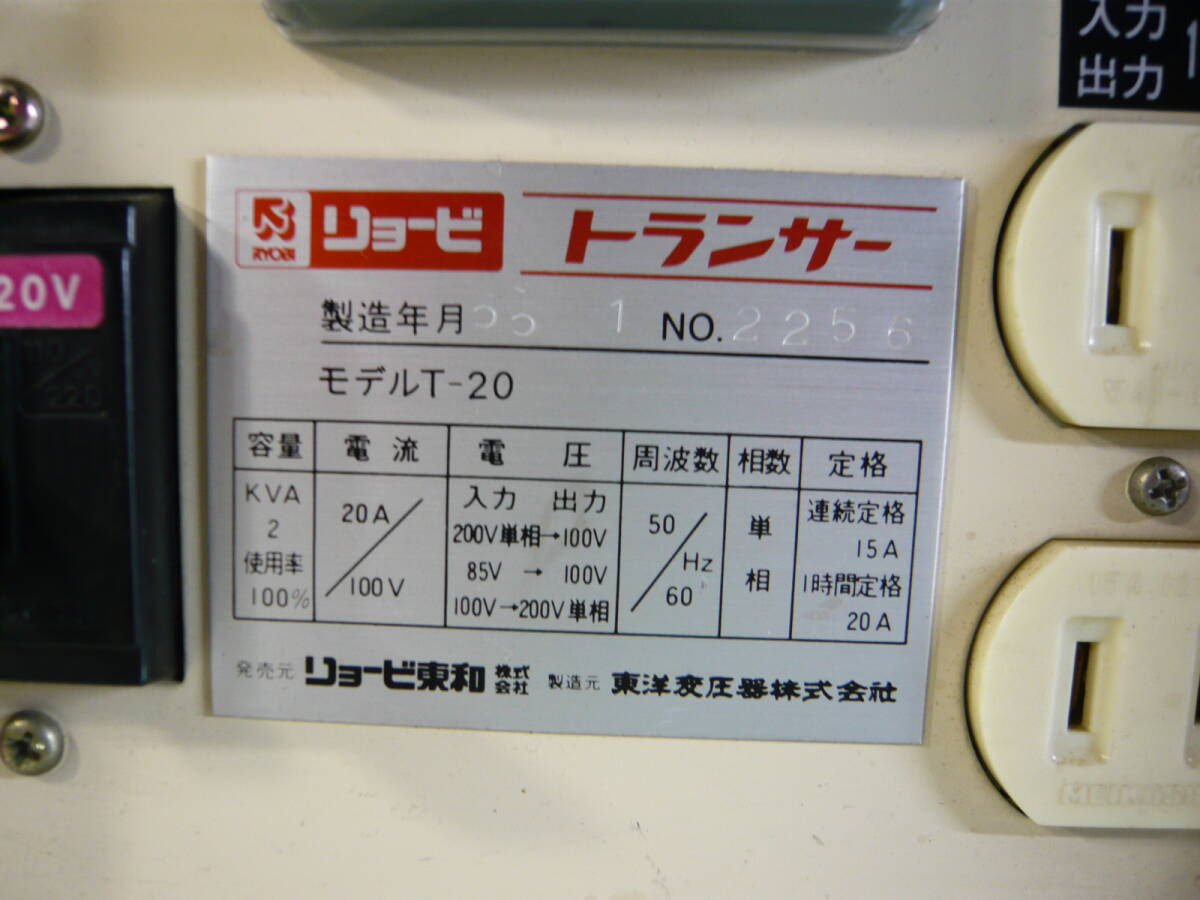 入力 1
出力
20V
110/
220
RYOBI リョービ トランサー
製造年月 55 1 NO. 2256
モデルT-20
容量 電流 電圧 周波数 相数 定格
KVA
2
使用率
100%
20A/100V
入力 出力
200V単相→100V
85V → 100V
100V→200V単相
50/60 Hz
単相
連続定格
15A
1時間定格
20A
発売元 リョービ東和株式会社 製造元 東洋変圧器株式会社